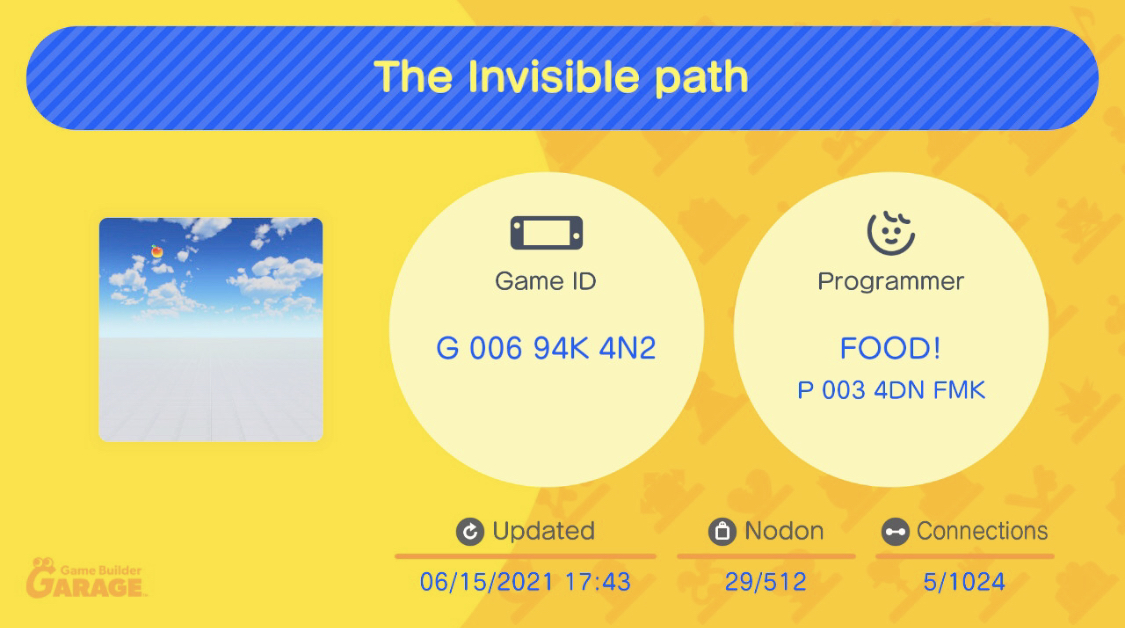 The Invisible path
Game ID
G 006 94K 4N2
Programmer
FOOD!
P 003 4DN FMK
Updated
06/15/2021 17:43
Nodon
29/512
Connections
5/1024
Game Builder
GARAGE™